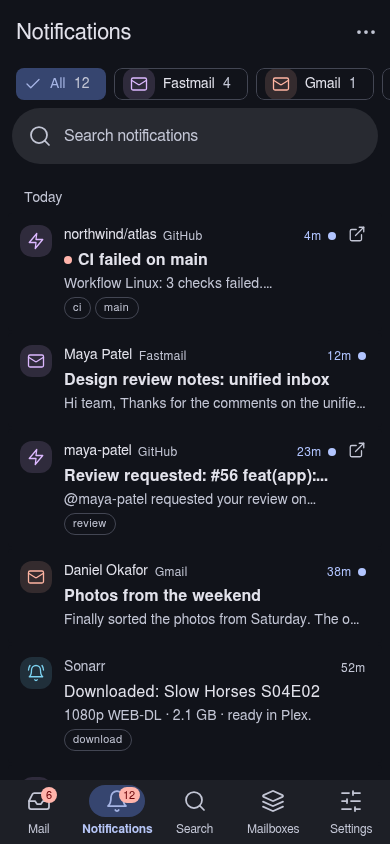 Notifications
All 12
Fastmail 4
Gmail 1
Search notifications
Today
northwind/atlas GitHub 4m
CI failed on main
Workflow Linux: 3 checks failed....
ci main
Maya Patel Fastmail 12m
Design review notes: unified inbox
Hi team, Thanks for the comments on the unifie...
maya-patel GitHub 23m
Review requested: #56 feat(app):...
@maya-patel requested your review on...
review
Daniel Okafor Gmail 38m
Photos from the weekend
Finally sorted the photos from Saturday. The o...
Sonarr 52m
Downloaded: Slow Horses S04E02
1080p WEB-DL · 2.1 GB · ready in Plex.
download
6 12
Mail Notifications Search Mailboxes Settings